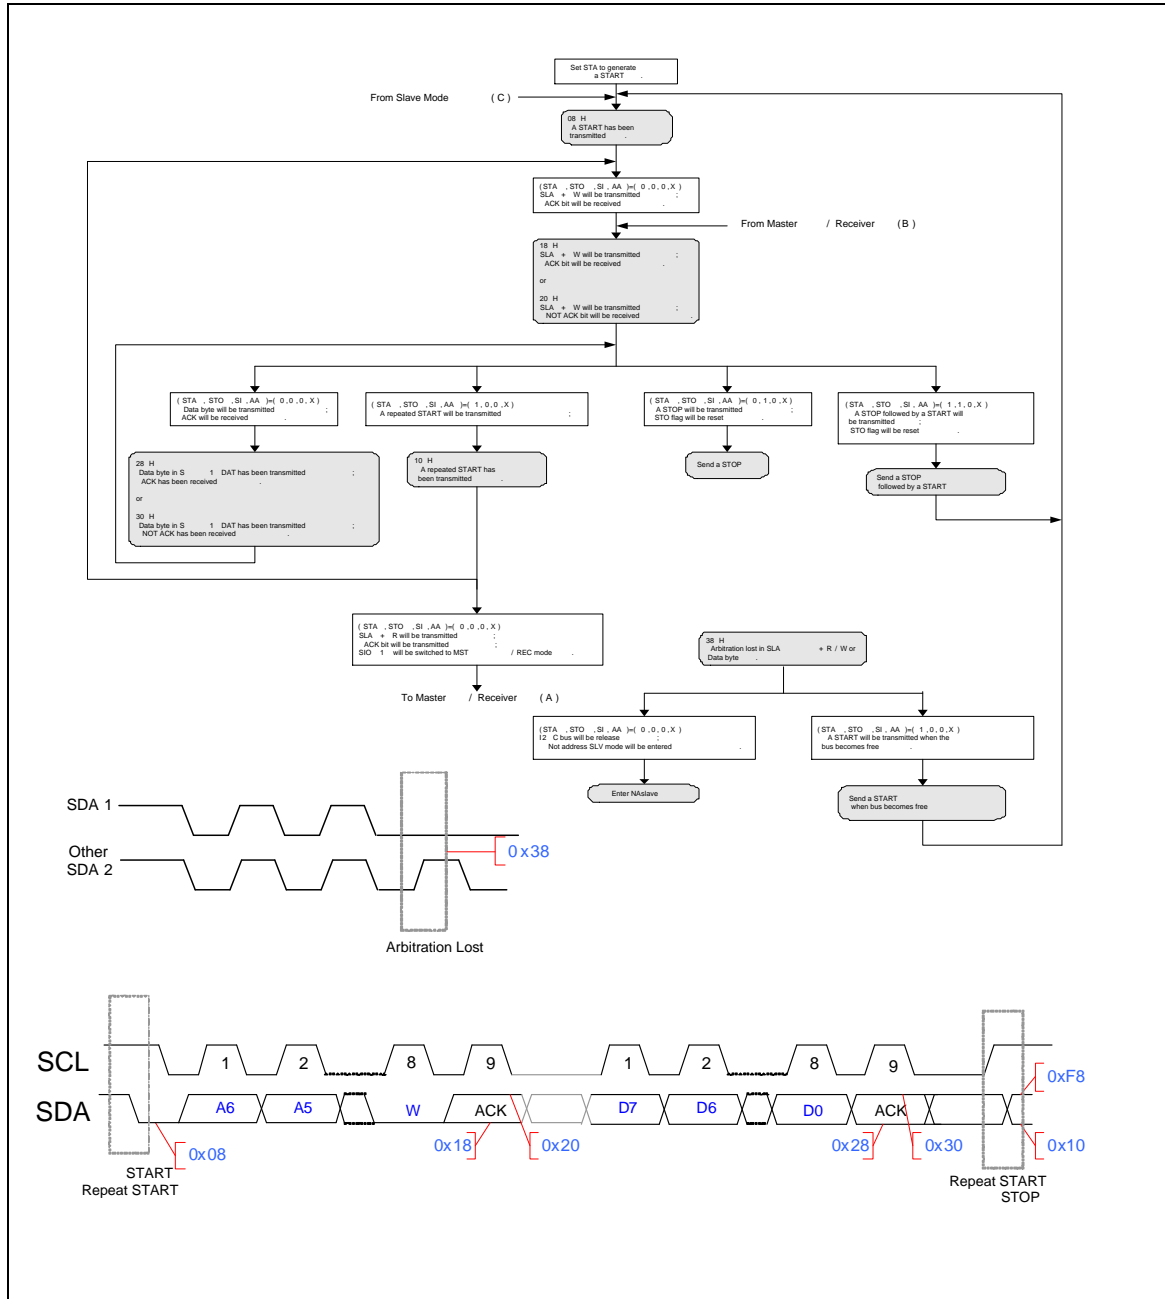 Set STA to generate
a START .
From Slave Mode ( C )
08 H
A START has been
transmitted .
( STA , STO , SI , AA )=( 0 , 0 , 0 , X )
SLA + W will be transmitted ;
ACK bit will be received .
From Master / Receiver ( B )
18 H
SLA + W will be transmitted ;
ACK bit will be received .
or
20 H
SLA + W will be transmitted ;
NOT ACK bit will be received .
( STA , STO , SI , AA )=( 0 , 0 , 0 , X )
Data byte will be transmitted ;
ACK will be received .
( STA , STO , SI , AA )=( 1 , 0 , 0 , X )
A repeated START will be transmitted ;
( STA , STO , SI , AA )=( 0 , 1 , 0 , X )
A STOP will be transmitted ;
STO flag will be reset .
( STA , STO , SI , AA )=( 1 , 1 , 0 , X )
A STOP followed by a START will
be transmitted ;
STO flag will be reset .
28 H
Data byte in S 1 DAT has been transmitted ;
ACK has been received .
or
30 H
Data byte in S 1 DAT has been transmitted ;
NOT ACK has been received .
10 H
A repeated START has
been transmitted .
Send a STOP
Send a STOP
followed by a START
( STA , STO , SI , AA )=( 0 , 0 , 0 , X )
SLA + R will be transmitted ;
ACK bit will be transmitted ;
SIO 1 will be switched to MST / REC mode .
To Master / Receiver ( A )
38 H
Arbitration lost in SLA + R / W or
Data byte .
( STA , STO , SI , AA )=( 0 , 0 , 0 , X )
I2 C bus will be release ;
Not address SLV mode will be entered .
( STA , STO , SI , AA )=( 1 , 0 , 0 , X )
A START will be transmitted when the
bus becomes free .
Enter NAslave
Send a START
when bus becomes free
SDA 1
Other
SDA 2
0x38
Arbitration Lost
SCL
1 2 8 9 1 2 8 9
SDA
A6 A5 W ACK D7 D6 D0 ACK
0xF8
0x08
0x18
0x20
0x28
0x30
0x10
START
Repeat START
Repeat START
STOP